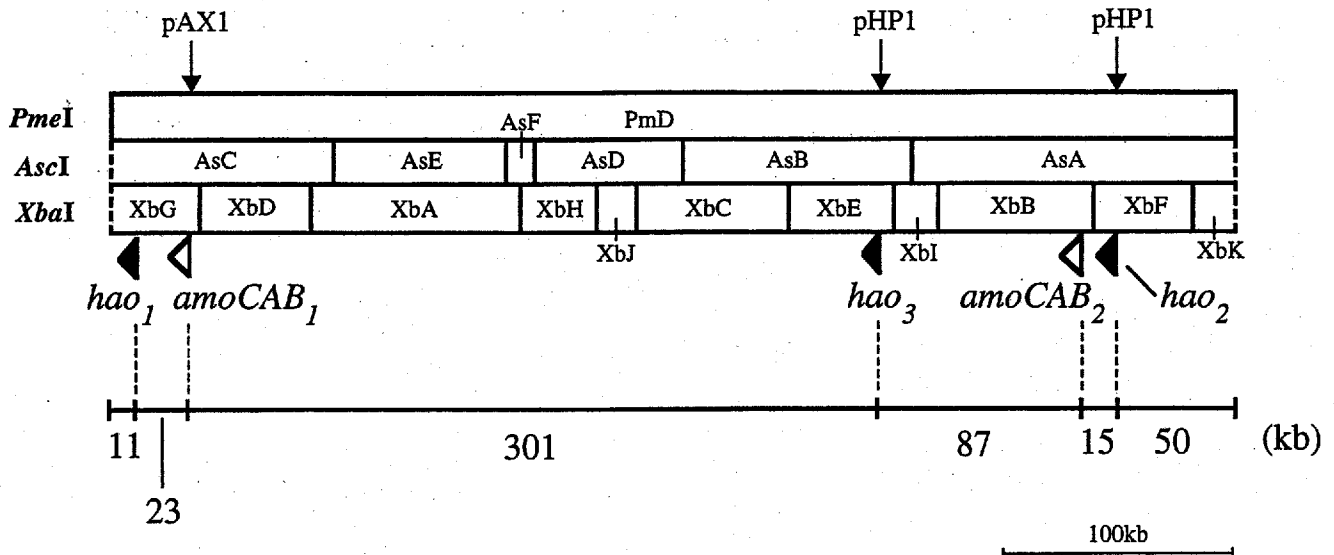 pAX1 pHP1 pHP1
PmeI AsF PmD
AscI AsC AsE AsD AsB AsA
XbaI XbG XbD XbA XbH XbC XbE XbB XbF
XbJ XbI XbK
hao1 amoCAB1 hao3 amoCAB2 hao2
11 301 87 15 50 (kb)
23
100kb